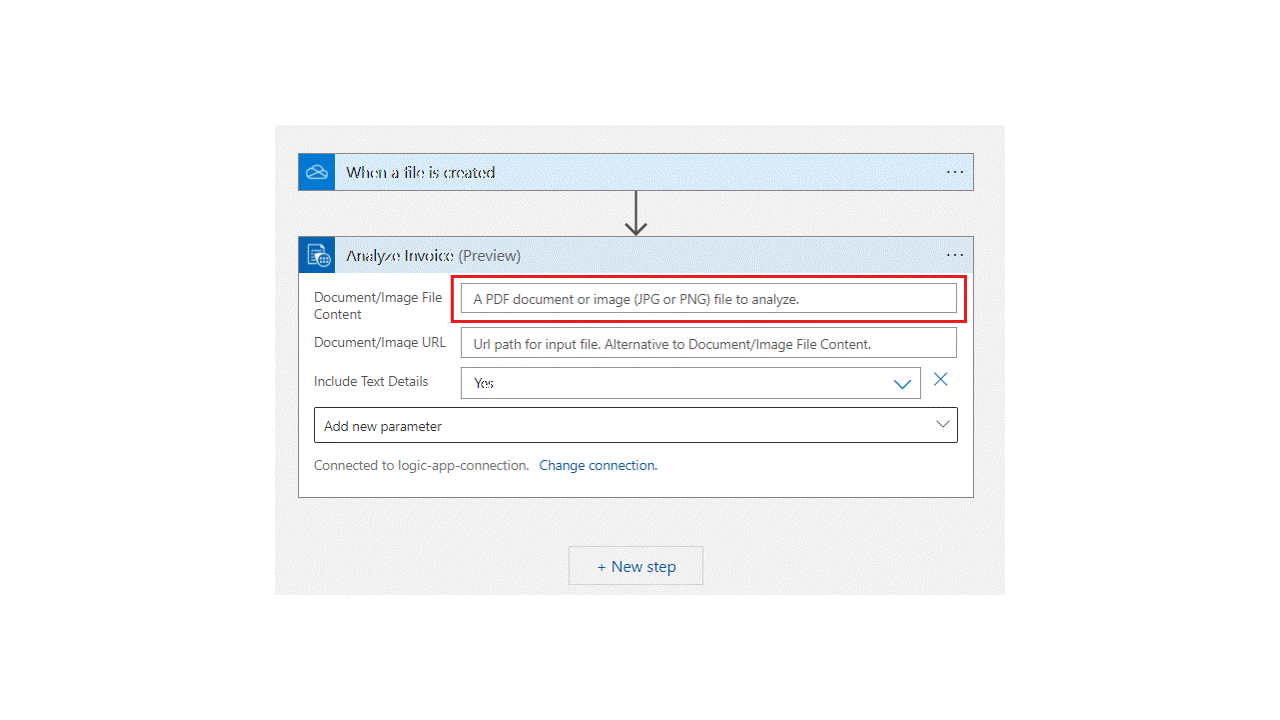 When a file is created
Analyze Invoice (Preview)
Document/Image File
Content
A PDF document or image (JPG or PNG) file to analyze.
Document/Image URL
Url path for input file. Alternative to Document/Image File Content.
Include Text Details
Yes
Add new parameter
Connected to logic-app-connection. Change connection.
+ New step